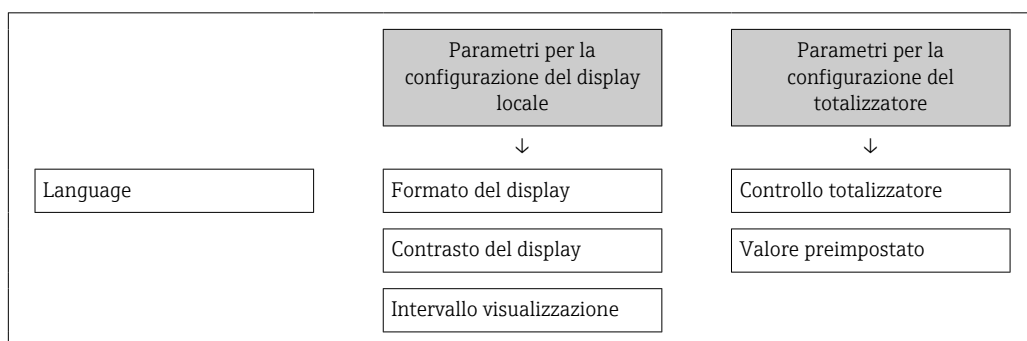 Parametri per la
configurazione del display
locale
Parametri per la
configurazione del
totalizzatore
↓
↓
Language
Formato del display
Controllo totalizzatore
Contrasto del display
Valore preimpostato
Intervallo visualizzazione